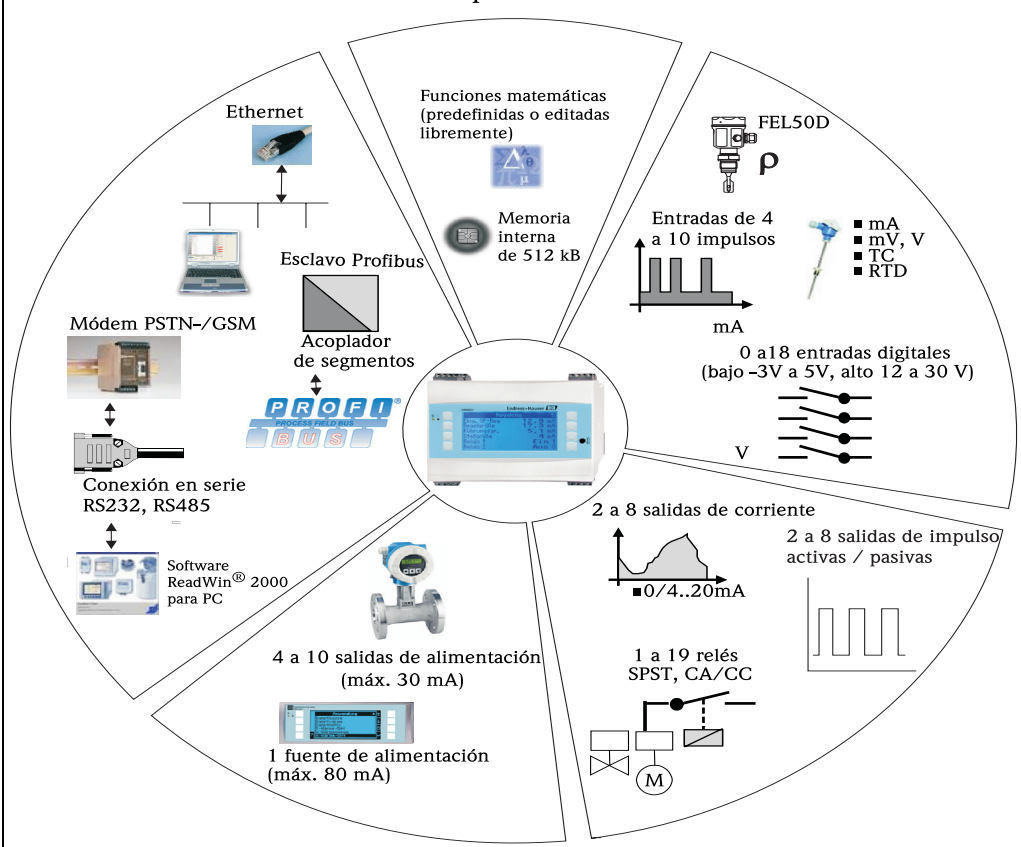 Funciones matemáticas
(predefinidas o editadas
libremente)
Memoria
interna
de 512 kB
FEL50D
ρ
Entradas de 4
a 10 impulsos
mA
■ mA
■ mV, V
■ TC
■ RTD
0 a18 entradas digitales
(bajo -3V a 5V, alto 12 a 30 V)
V
Ethernet
Esclavo Profibus
Acoplador
de segmentos
PROFI®
PROCESS FIELD BUS
BUS
Módem PSTN-/GSM
Conexión en serie
RS232, RS485
Software
ReadWin® 2000
para PC
Endress+Hauser
4 a 10 salidas de alimentación
(máx. 30 mA)
1 fuente de alimentación
(máx. 80 mA)
2 a 8 salidas de corriente
■0/4..20mA
2 a 8 salidas de impulso
activas / pasivas
1 a 19 relés
SPST, CA/CC
M